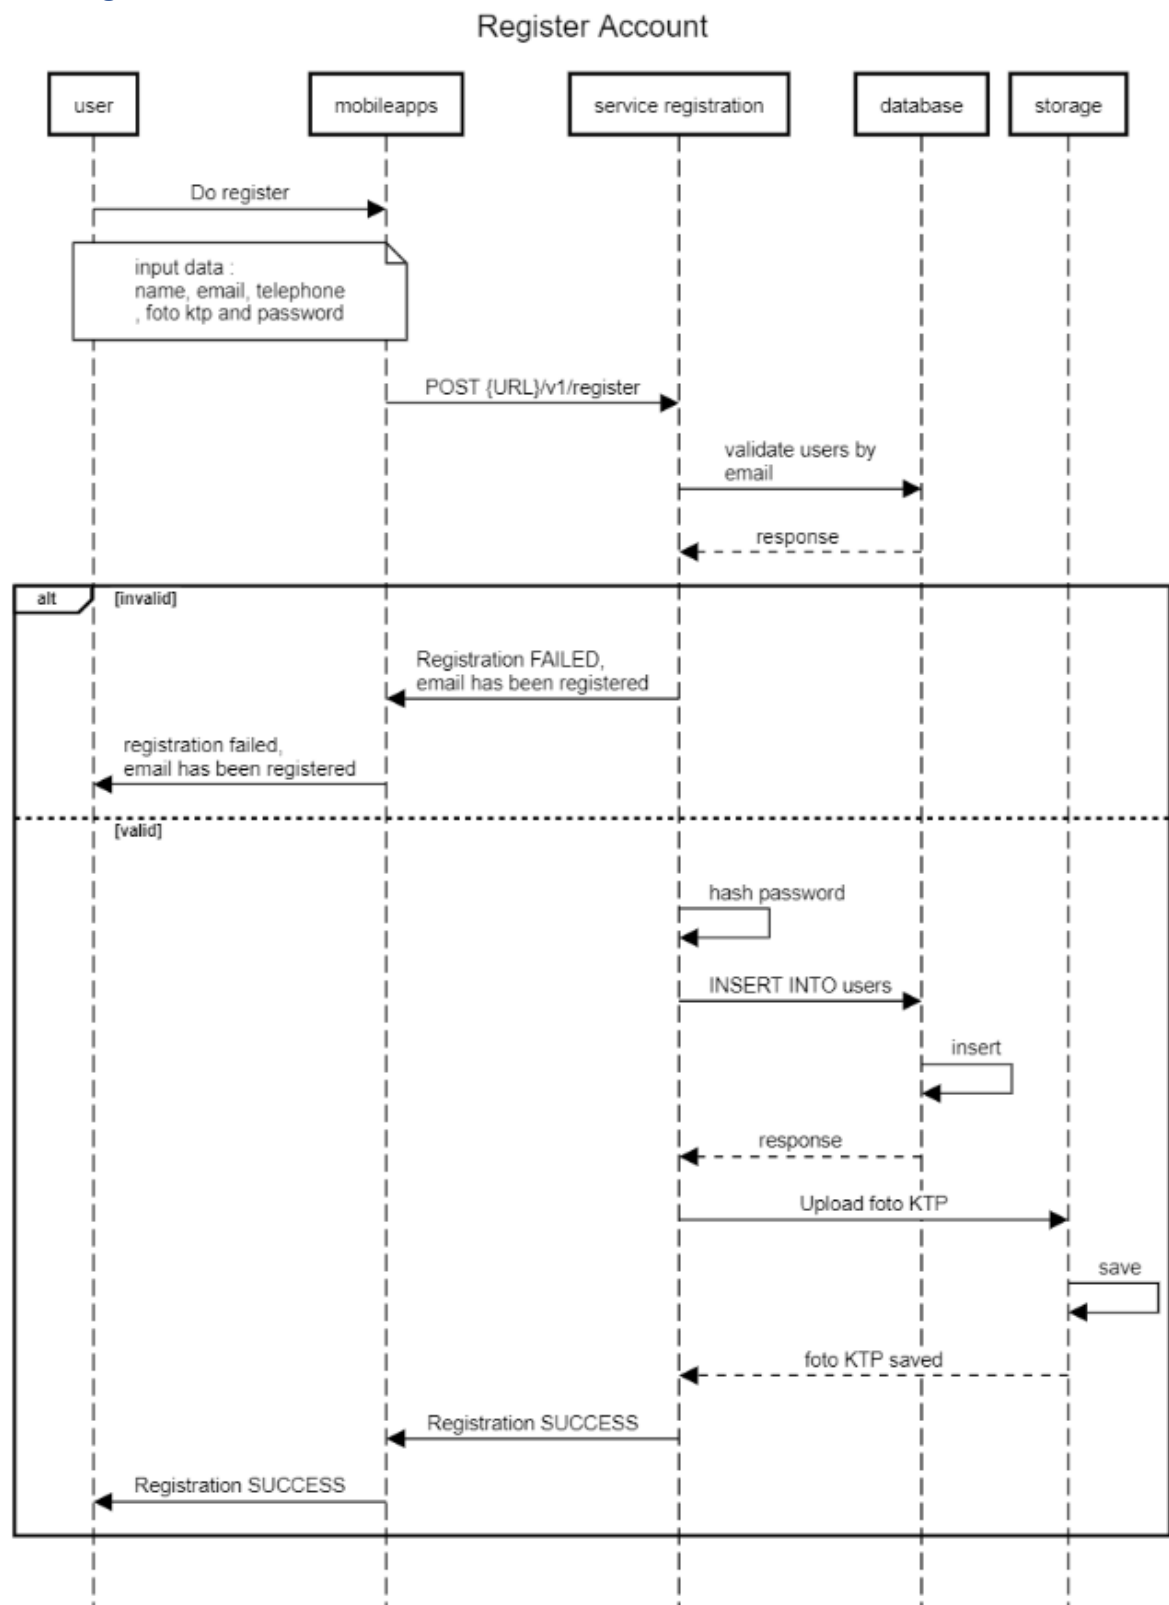 Register Account
user
mobileapps
service registration
database
storage
Do register
input data :
name, email, telephone
, foto ktp and password
POST {URL}/v1/register
validate users by
email
response
alt
[invalid]
Registration FAILED,
email has been registered
registration failed,
email has been registered
[valid]
hash password
INSERT INTO users
insert
response
Upload foto KTP
save
foto KTP saved
Registration SUCCESS
Registration SUCCESS